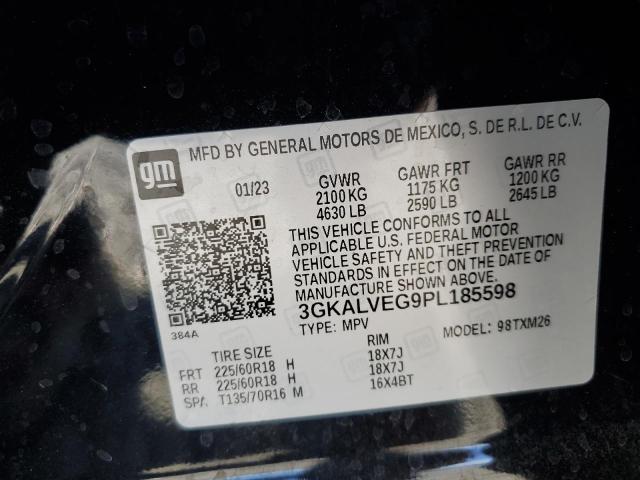 gm
MFD BY GENERAL MOTORS DE MEXICO, S. DE R.L. DE C.V.
01/23 GVWR GAWR FRT GAWR RR
2100 KG 1175 KG 1200 KG
4630 LB 2590 LB 2645 LB
THIS VEHICLE CONFORMS TO ALL
APPLICABLE U.S. FEDERAL MOTOR
VEHICLE SAFETY AND THEFT PREVENTION
STANDARDS IN EFFECT ON THE DATE OF
MANUFACTURE SHOWN ABOVE.
3GKALVEG9PL185598
384A
TYPE: MPV MODEL: 98TXM26
TIRE SIZE RIM
FRT 225/60R18 H 18X7J
RR 225/60R18 H 18X7J
SPA T135/70R16 M 16X4BT